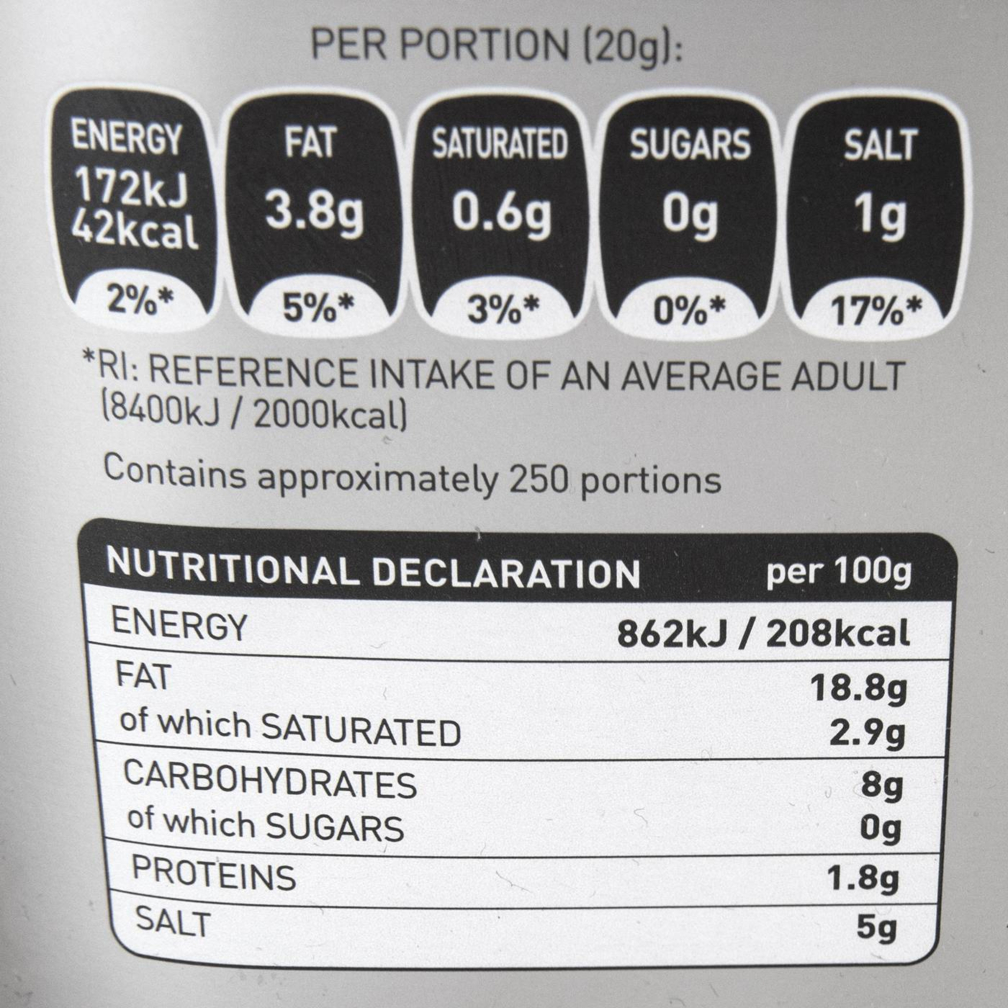 PER PORTION (20g):
ENERGY FAT SATURATED SUGARS SALT
172kJ
42kcal 3.8g 0.6g 0g 1g
2%* 5%* 3%* 0%* 17%*
*RI: REFERENCE INTAKE OF AN AVERAGE ADULT
(8400kJ / 2000kcal)
Contains approximately 250 portions
NUTRITIONAL DECLARATION per 100g
ENERGY 862kJ / 208kcal
FAT 18.8g
of which SATURATED 2.9g
CARBOHYDRATES 8g
of which SUGARS 0g
PROTEINS 1.8g
SALT 5g